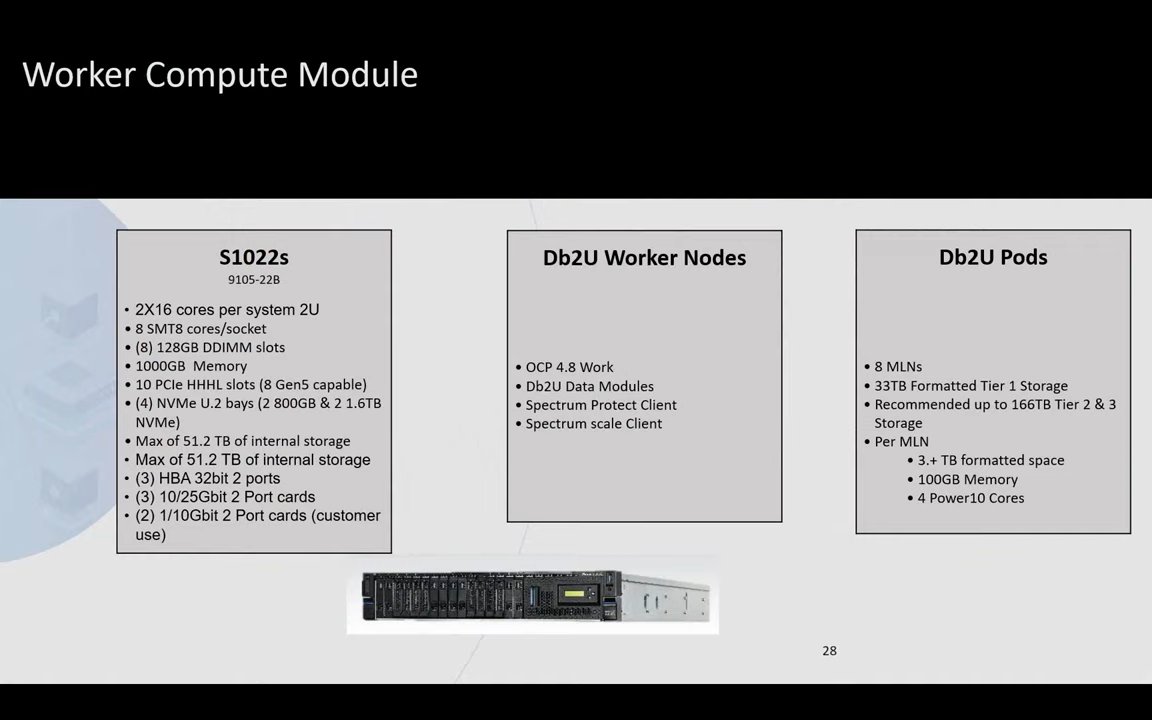 Worker Compute Module
S1022s
9105-22B
• 2X16 cores per system 2U
• 8 SMT8 cores/socket
• (8) 128GB DDIMM slots
• 1000GB Memory
• 10 PCIe HHHL slots (8 Gen5 capable)
• (4) NVMe U.2 bays (2 800GB & 2 1.6TB
NVMe)
• Max of 51.2 TB of internal storage
• Max of 51.2 TB of internal storage
• (3) HBA 32bit 2 ports
• (3) 10/25Gbit 2 Port cards
• (2) 1/10Gbit 2 Port cards (customer
use)
Db2U Worker Nodes
• OCP 4.8 Work
• Db2U Data Modules
• Spectrum Protect Client
• Spectrum scale Client
Db2U Pods
• 8 MLNs
• 33TB Formatted Tier 1 Storage
• Recommended up to 166TB Tier 2 & 3
Storage
• Per MLN
• 3.+ TB formatted space
• 100GB Memory
• 4 Power10 Cores
28